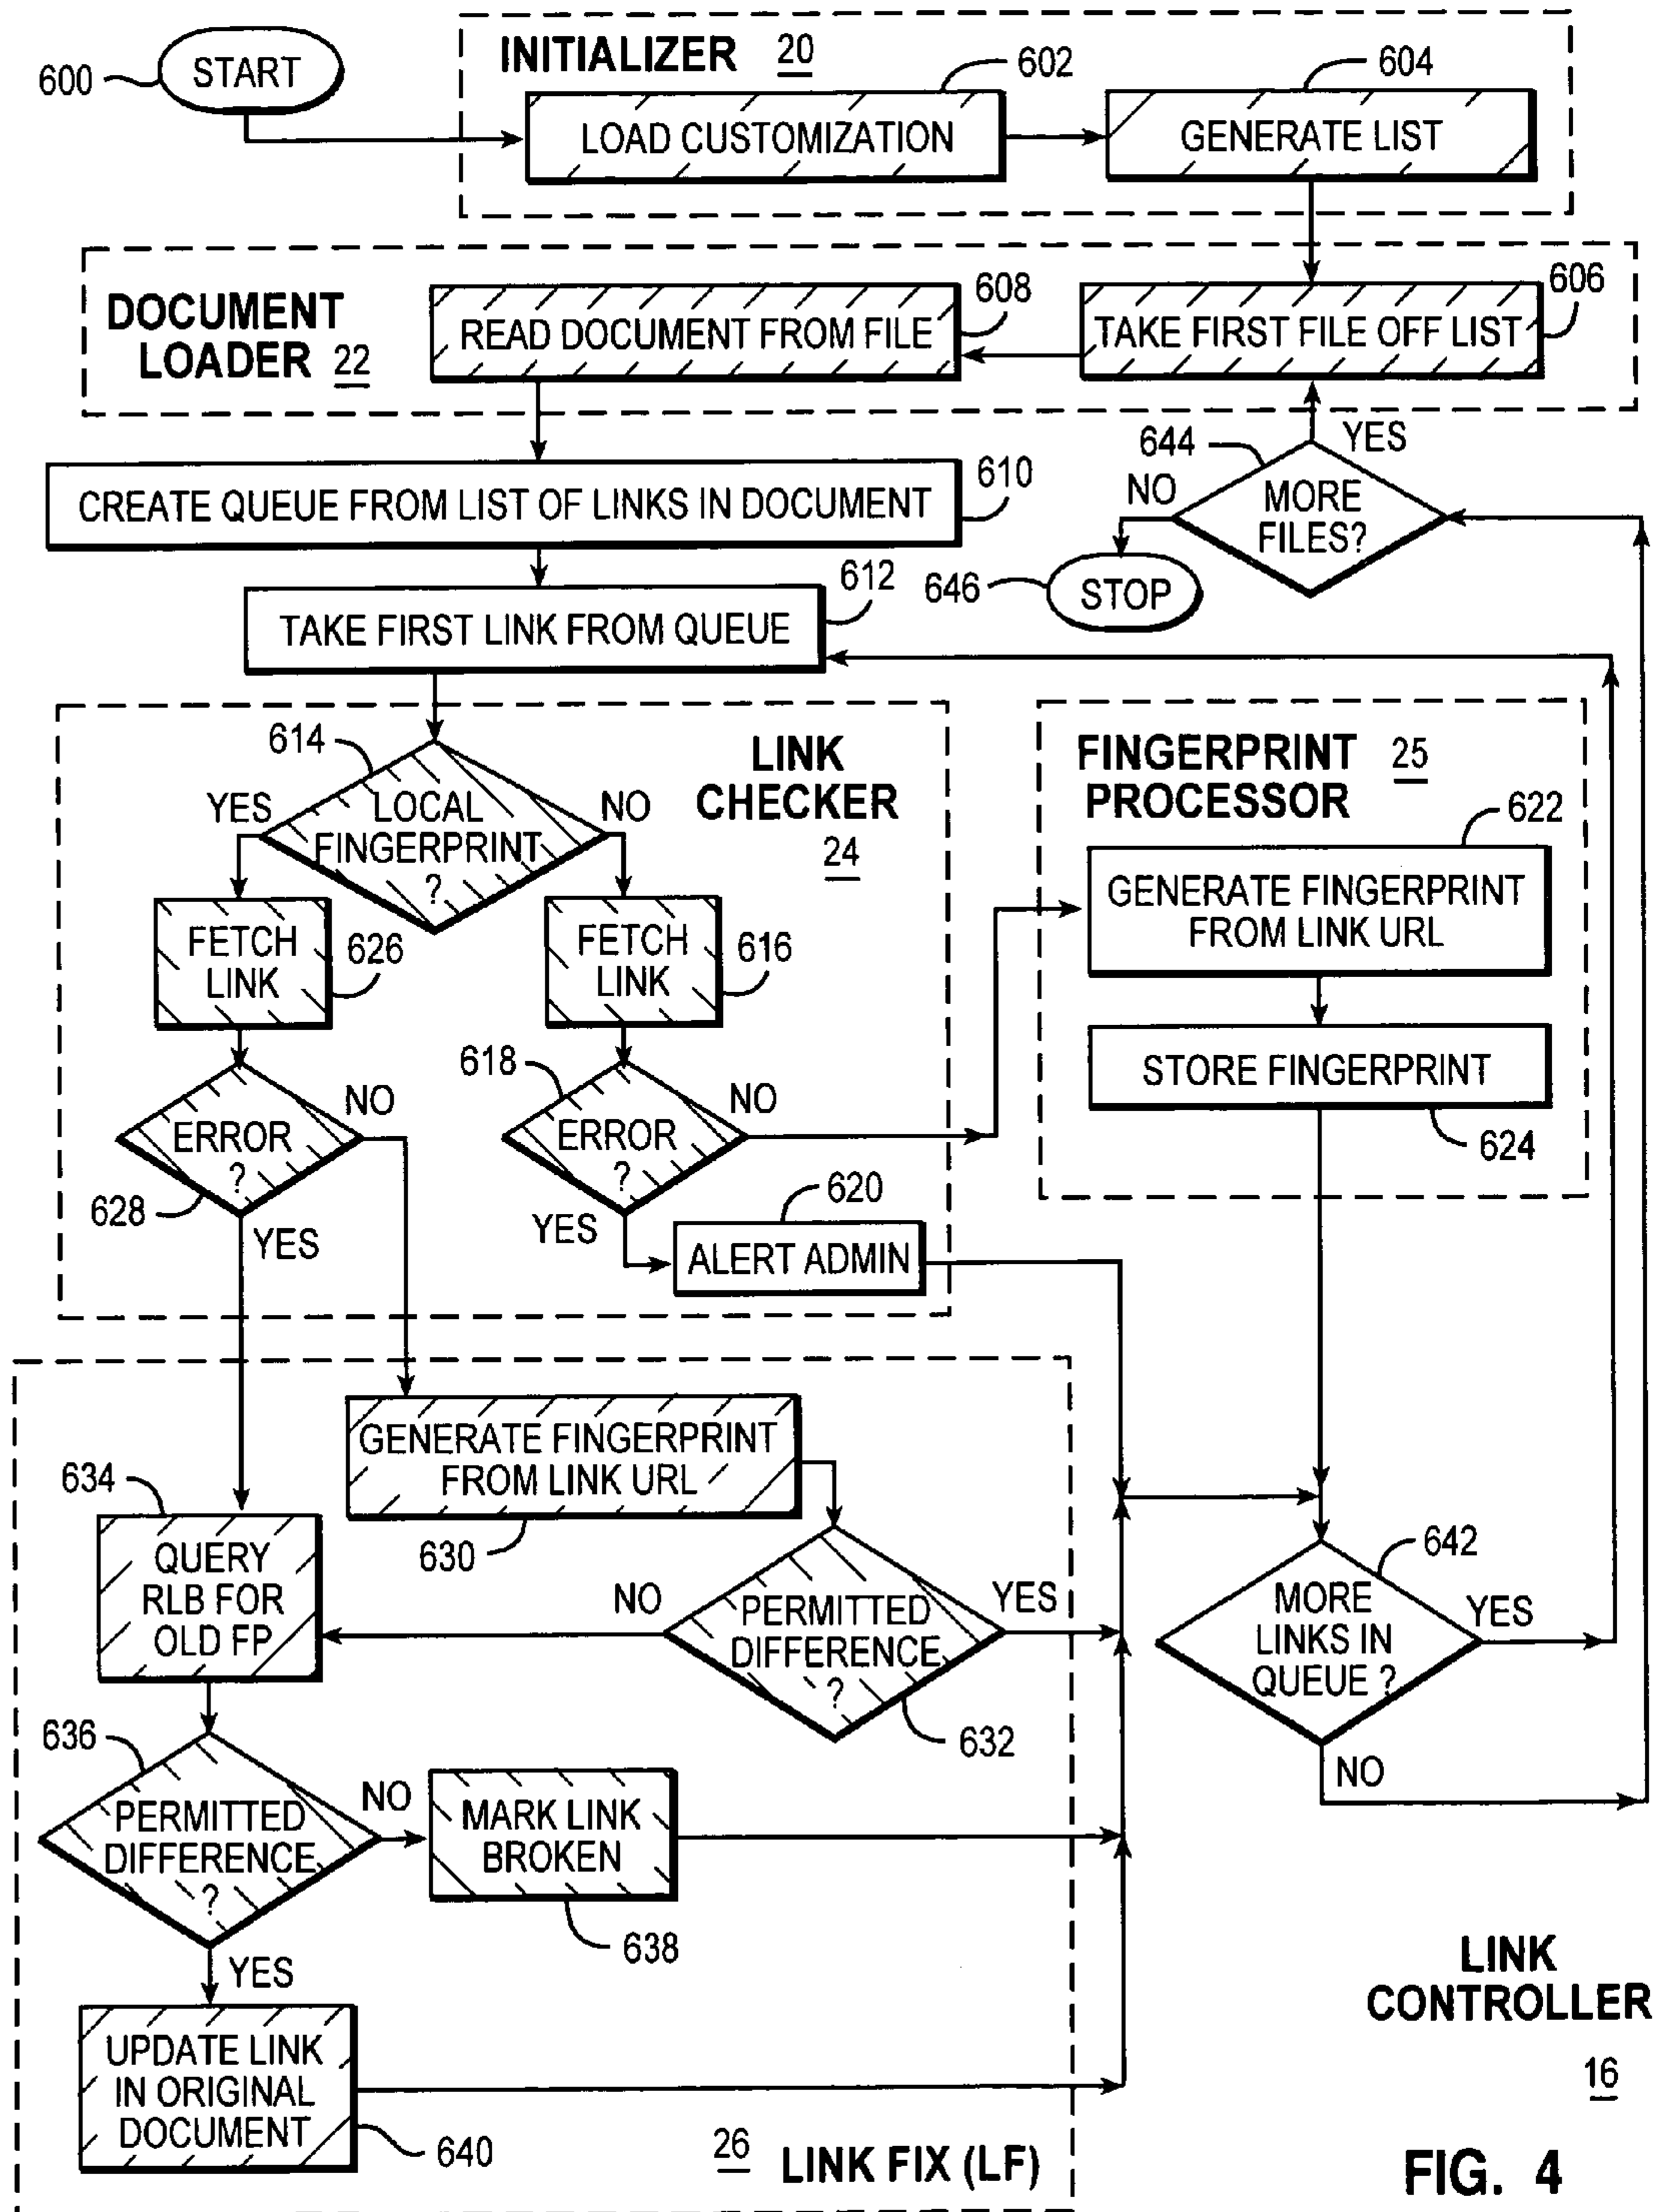 600
START
INITIALIZER 20
602
604
LOAD CUSTOMIZATION
GENERATE LIST
DOCUMENT
LOADER 22
608
606
READ DOCUMENT FROM FILE
TAKE FIRST FILE OFF LIST
610
CREATE QUEUE FROM LIST OF LINKS IN DOCUMENT
644
YES
NO
MORE
FILES?
646
STOP
612
TAKE FIRST LINK FROM QUEUE
614
LINK
CHECKER
24
YES
LOCAL
FINGERPRINT
?
NO
FINGERPRINT 25
PROCESSOR
622
GENERATE FINGERPRINT
FROM LINK URL
FETCH
LINK
626
FETCH
LINK
616
STORE FINGERPRINT
624
618
NO
ERROR
?
628
YES
NO
ERROR
?
YES
620
ALERT ADMIN
GENERATE FINGERPRINT
FROM LINK URL
630
634
QUERY
RLB FOR
OLD FP
NO
PERMITTED
DIFFERENCE
?
YES
632
642
MORE
LINKS IN
QUEUE ?
YES
NO
636
PERMITTED
DIFFERENCE
?
NO
MARK LINK
BROKEN
638
YES
UPDATE LINK
IN ORIGINAL
DOCUMENT
640
26 LINK FIX (LF)
LINK
CONTROLLER
16
FIG. 4